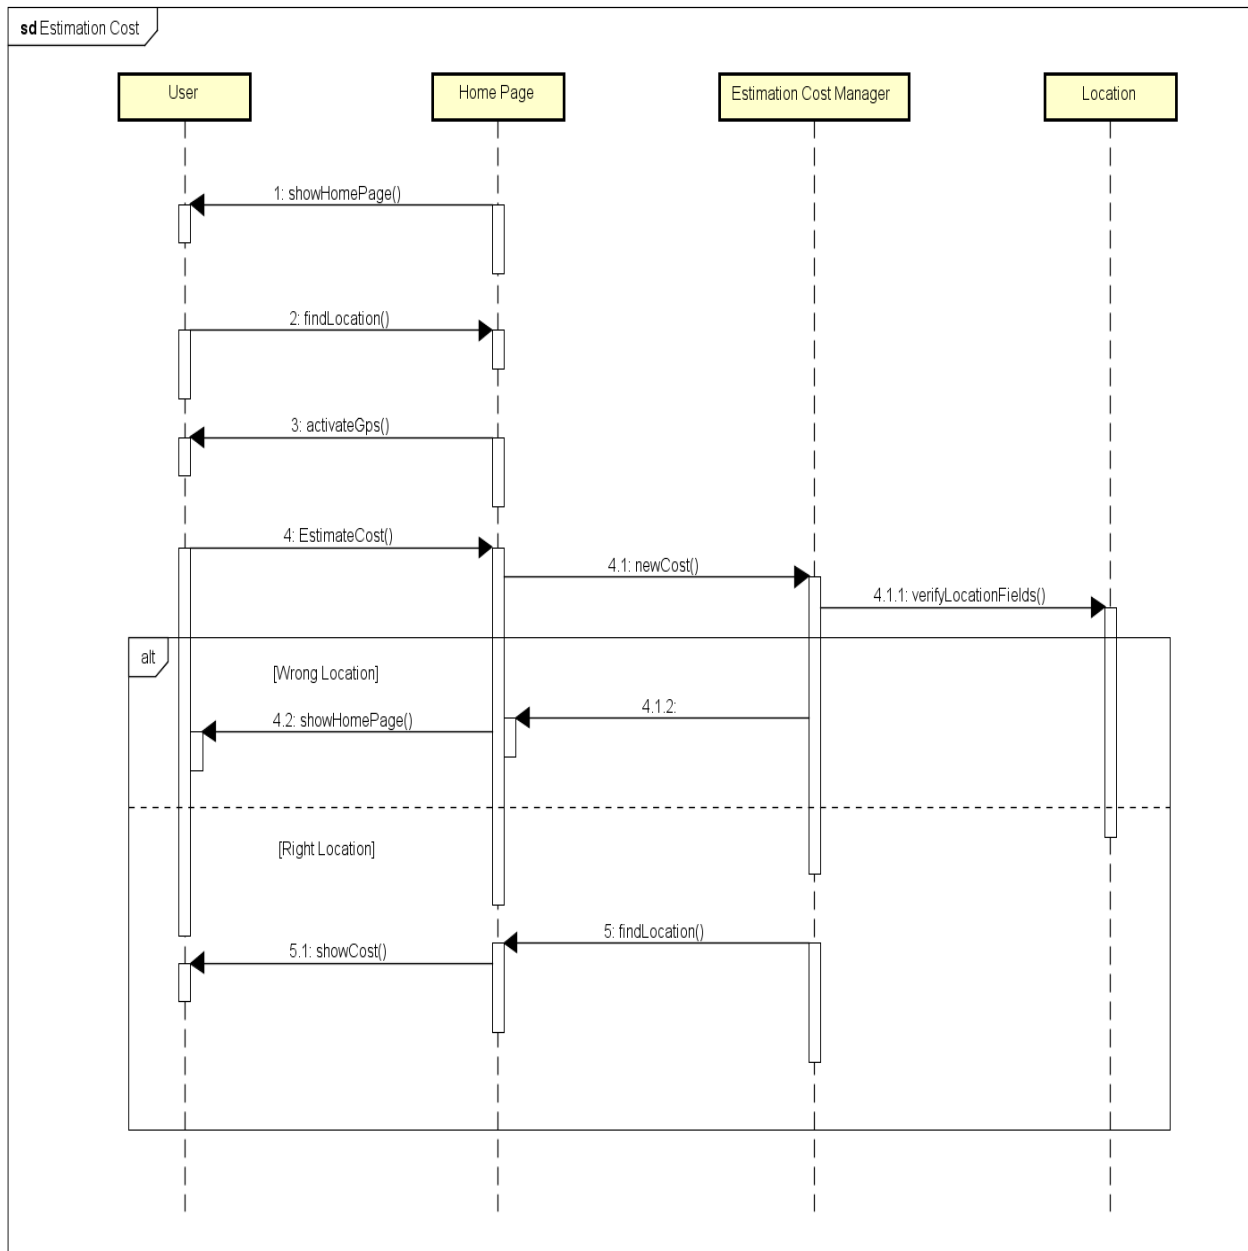 sd Estimation Cost
User
Home Page
Estimation Cost Manager
Location
1: showHomePage()
2: findLocation()
3: activateGps()
4: EstimateCost()
4.1: newCost()
4.1.1: verifyLocationFields()
alt
[Wrong Location]
4.1.2:
4.2: showHomePage()
[Right Location]
5: findLocation()
5.1: showCost()